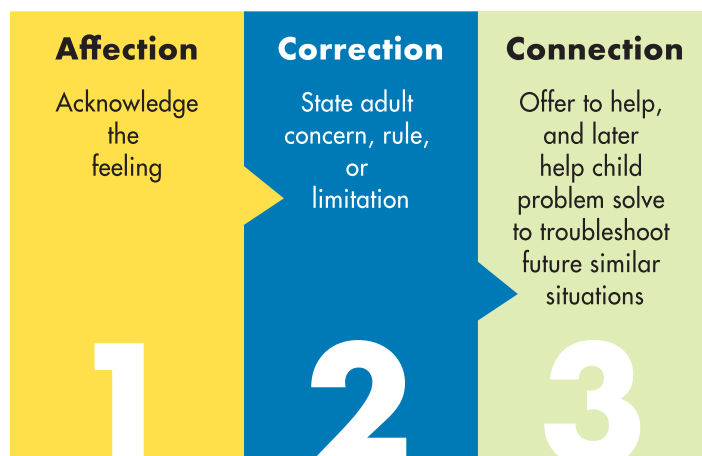 Affection
Acknowledge
the
feeling
1
Correction
State adult
concern, rule,
or
limitation
2
Connection
Offer to help,
and later
help child
problem solve
to troubleshoot
future similar
situations
3